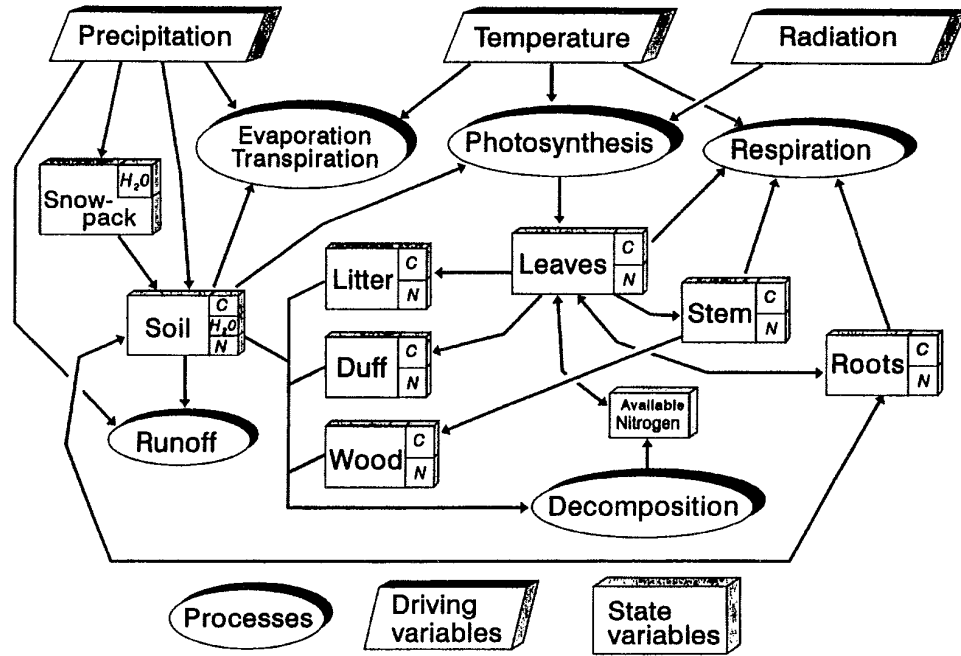 Precipitation
Temperature
Radiation
Evaporation
Transpiration
Photosynthesis
Respiration
H₂O
Snow-
pack
Leaves
C
N
Litter
C
N
Soil
C
H₂O
N
Stem
C
N
Duff
C
N
Roots
C
N
Available
Nitrogen
Runoff
Wood
C
N
Decomposition
Processes
Driving
variables
State
variables